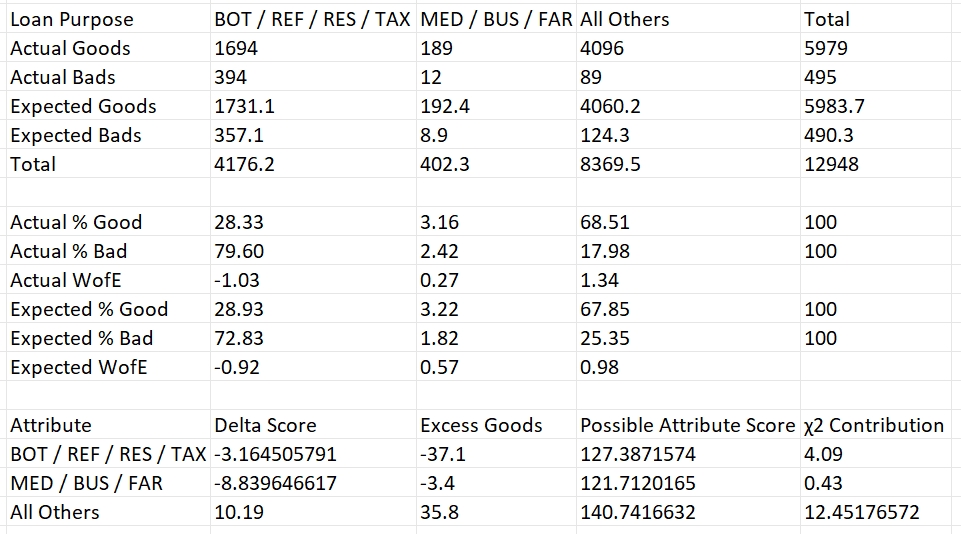 Loan Purpose BOT / REF / RES / TAX MED / BUS / FAR All Others Total
Actual Goods 1694 189 4096 5979
Actual Bads 394 12 89 495
Expected Goods 1731.1 192.4 4060.2 5983.7
Expected Bads 357.1 8.9 124.3 490.3
Total 4176.2 402.3 8369.5 12948
Actual % Good 28.33 3.16 68.51 100
Actual % Bad 79.60 2.42 17.98 100
Actual WofE -1.03 0.27 1.34
Expected % Good 28.93 3.22 67.85 100
Expected % Bad 72.83 1.82 25.35 100
Expected WofE -0.92 0.57 0.98
Attribute Delta Score Excess Goods Possible Attribute Score χ2 Contribution
BOT / REF / RES / TAX -3.164505791 -37.1 127.3871574 4.09
MED / BUS / FAR -8.839646617 -3.4 121.7120165 0.43
All Others 10.19 35.8 140.7416632 12.45176572